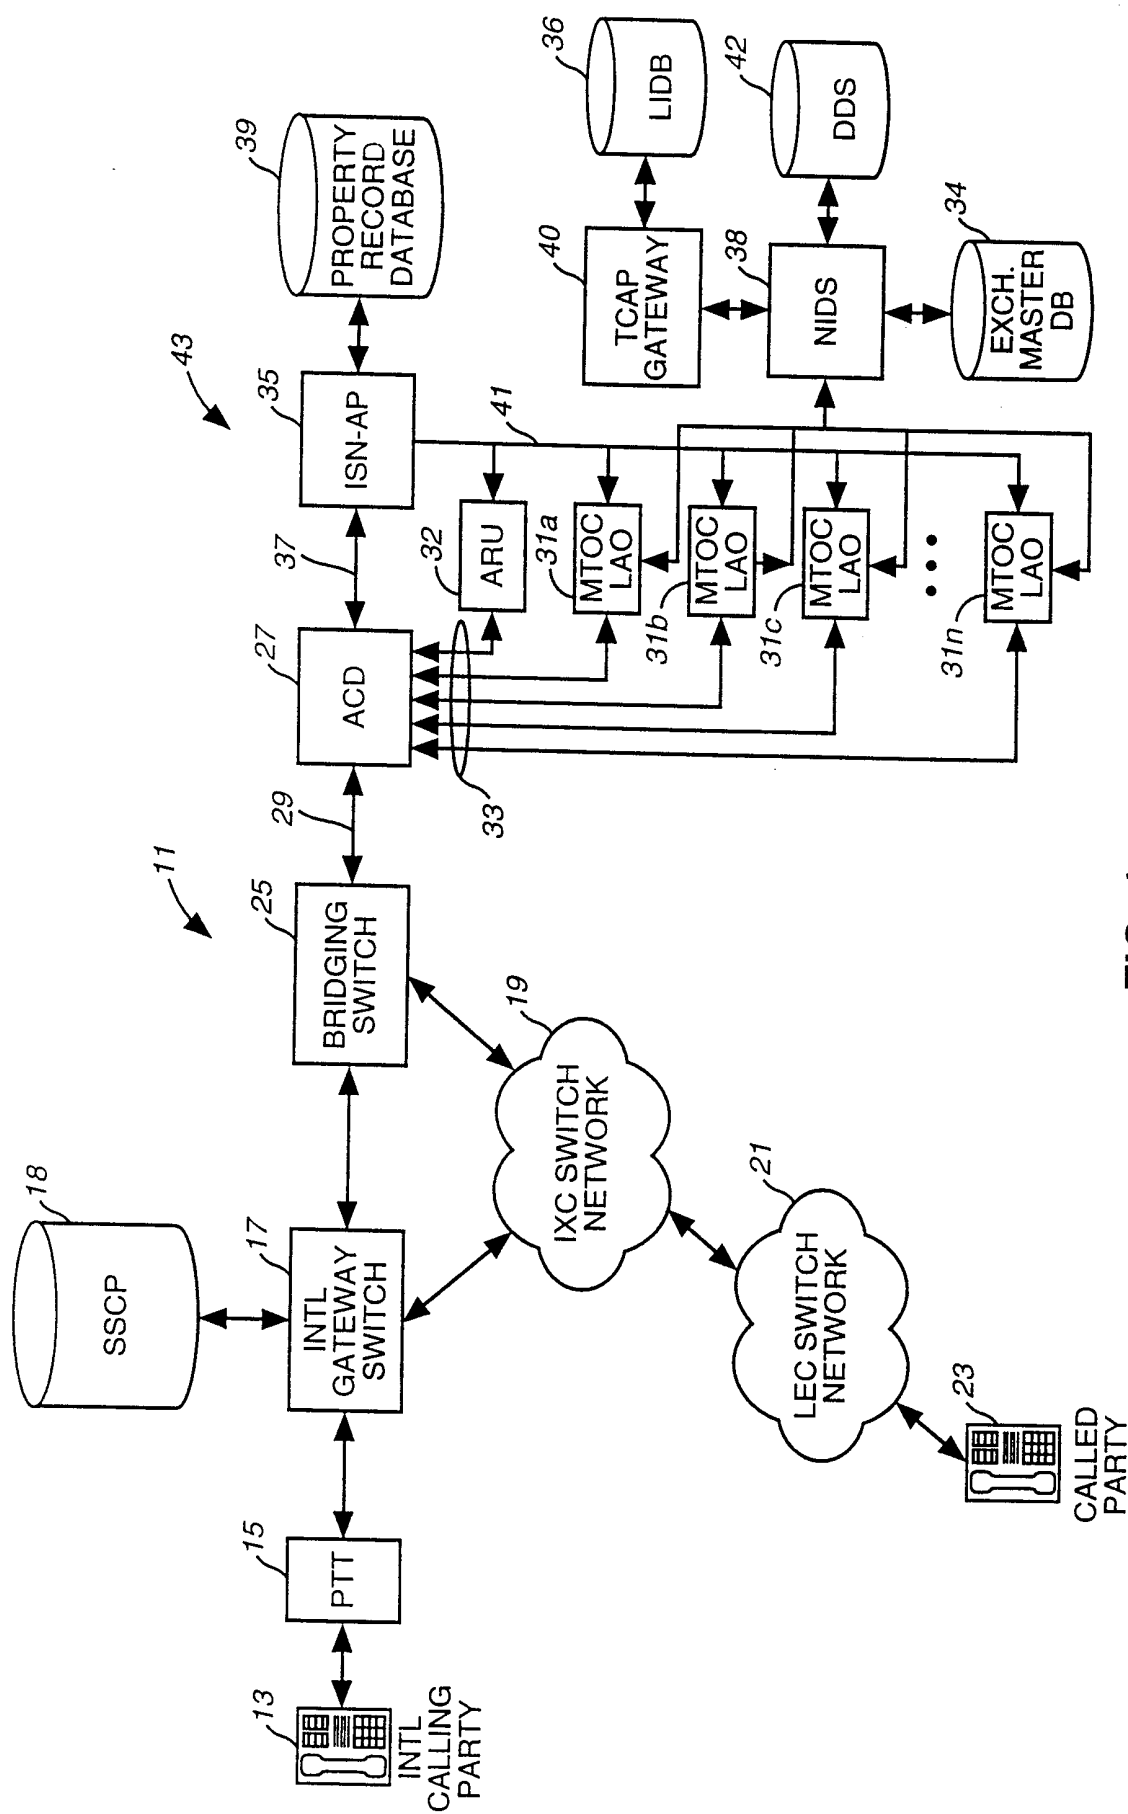 11
43
18
SSCP
13
INTL
CALLING
PARTY
15
PTT
17
INTL
GATEWAY
SWITCH
25
BRIDGING
SWITCH
29
27
ACD
37
35
ISN-AP
39
PROPERTY
RECORD
DATABASE
33
32
ARU
41
31a
MTOC
LAO
31b
MTOC
LAO
31c
MTOC
LAO
31n
MTOC
LAO
19
IXC SWITCH
NETWORK
21
LEC SWITCH
NETWORK
23
CALLED
PARTY
40
TCAP
GATEWAY
36
LIDB
38
NIDS
42
DDS
34
EXCH.
MASTER
DB